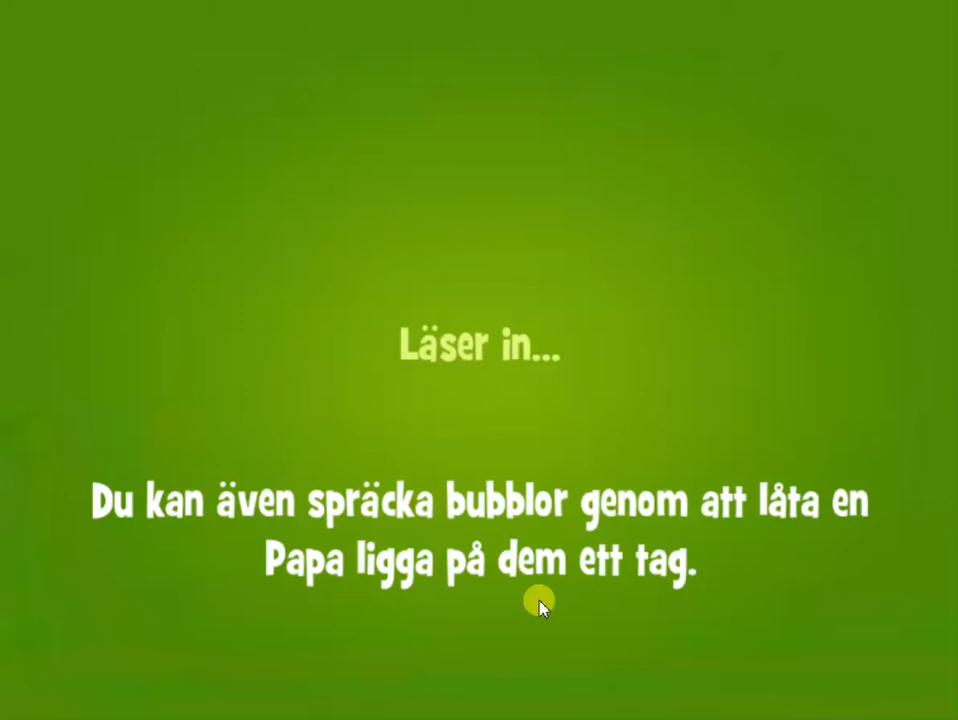 Läser in...
Du kan även spräcka bubblor genom att låta en
Papa ligga på dem ett tag.